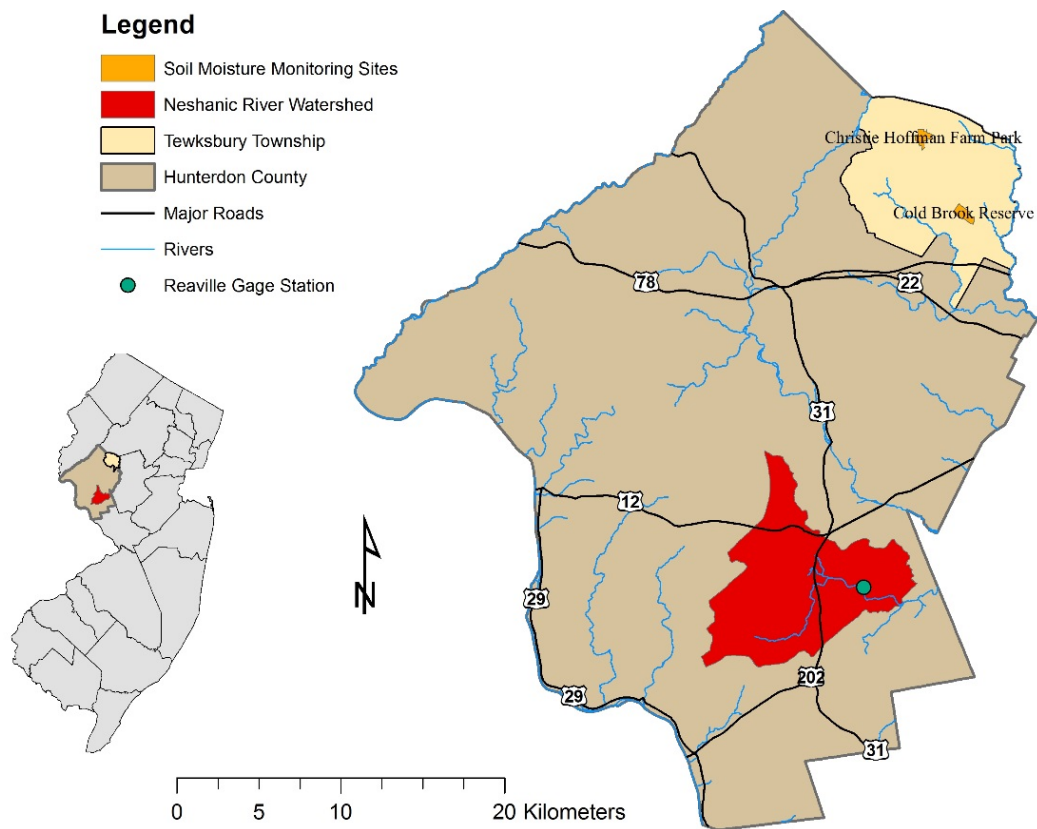 Legend
Soil Moisture Monitoring Sites
Neshanic River Watershed
Tewksbury Township
Hunterdon County
Major Roads
Rivers
Reaville Gage Station
Christie Hoffman Farm Park
Cold Brook Reserve
78
22
31
12
29
29
202
31
N
0 5 10 20 Kilometers